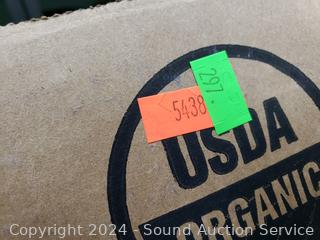 297.
5438
USDA
ORGANIC
Copyright 2024 - Sound Auction Service